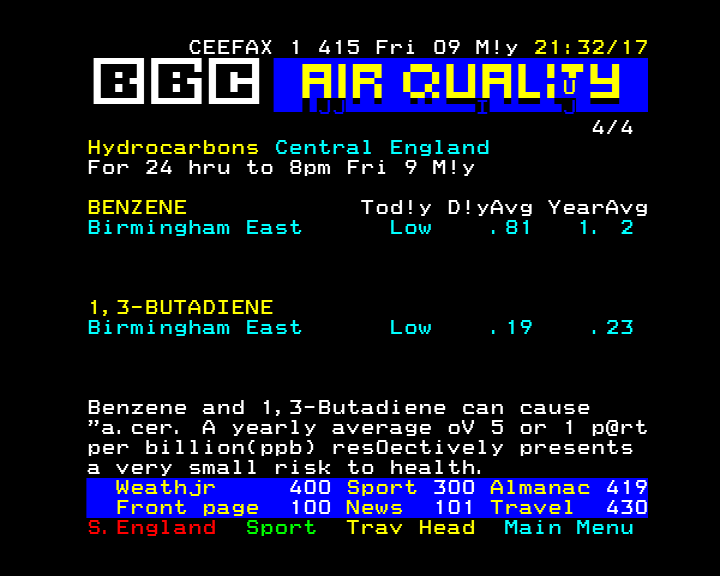 CEEFAX 1 415 Fri 09 M!y 21:32/17
BBC AIR QUALITY
4/4
Hydrocarbons Central England
For 24 hru to 8pm Fri 9 M!y
BENZENE Tod!y D!yAvg YearAvg
Birmingham East Low .81 1. 2
1,3-BUTADIENE
Birmingham East Low .19 .23
Benzene and 1,3-Butadiene can cause
"a.cer. A yearly average oV 5 or 1 p@rt
per billion(ppb) resOectively presents
a very small risk to health.
Weathjr 400 Sport 300 Almanac 419
Front page 100 News 101 Travel 430
S.England Sport Trav Head Main Menu